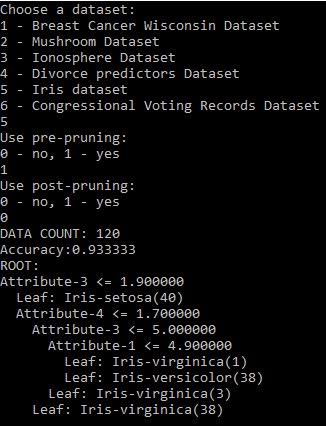 Choose a dataset:
1 - Breast Cancer Wisconsin Dataset
2 - Mushroom Dataset
3 - Ionosphere Dataset
4 - Divorce predictors Dataset
5 - Iris dataset
6 - Congressional Voting Records Dataset
5
Use pre-pruning:
0 - no, 1 - yes
1
Use post-pruning:
0 - no, 1 - yes
0
DATA COUNT: 120
Accuracy:0.933333
ROOT:
Attribute-3 <= 1.900000
  Leaf: Iris-setosa(40)
  Attribute-4 <= 1.700000
    Attribute-3 <= 5.000000
      Attribute-1 <= 4.900000
        Leaf: Iris-virginica(1)
        Leaf: Iris-versicolor(38)
      Leaf: Iris-virginica(3)
    Leaf: Iris-virginica(38)